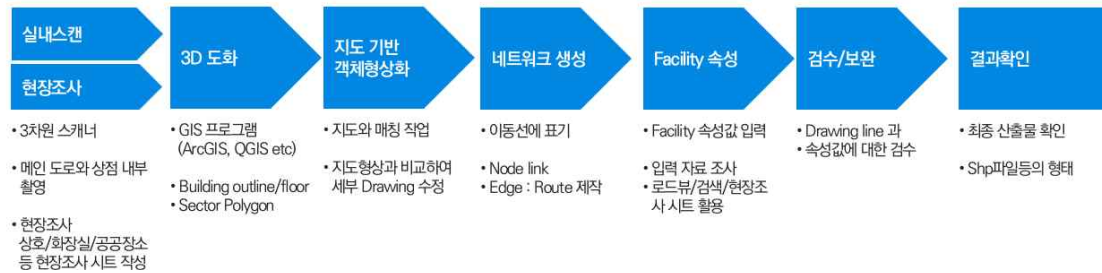 실내스캔
현장조사
• 3차원 스캐너
• 메인 도로와 상점 내부
촬영
• 현장조사
상호/화장실/공공장소
등 현장조사 시트 작성
3D 도화
• GIS 프로그램
(ArcGIS, QGIS etc)
• Building outline/floor
• Sector Polygon
지도 기반
객체형상화
• 지도와 매칭 작업
• 지도형상과 비교하여
세부 Drawing 수정
네트워크 생성
• 이동선에 표기
• Node link
• Edge : Route 제작
Facility 속성
• Facility 속성값 입력
• 입력 자료 조사
• 로드뷰/검색/현장조
사 시트 활용
검수/보완
• Drawing line 과
• 속성값에 대한 검수
결과확인
• 최종 산출물 확인
• Shp파일등의 형태